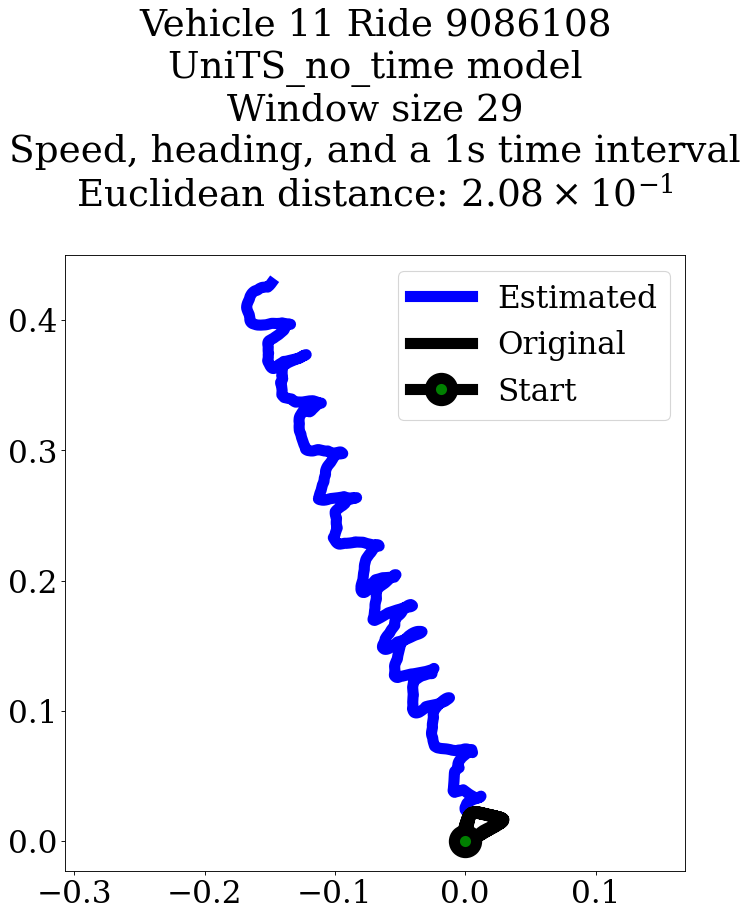 Vehicle 11 Ride 9086108
UniTS_no_time model
Window size 29
Speed, heading, and a 1s time interval
Euclidean distance: 2.08 × 10⁻¹
Estimated
Original
Start
0.4
0.3
0.2
0.1
0.0
−0.3
−0.2
−0.1
0.0
0.1